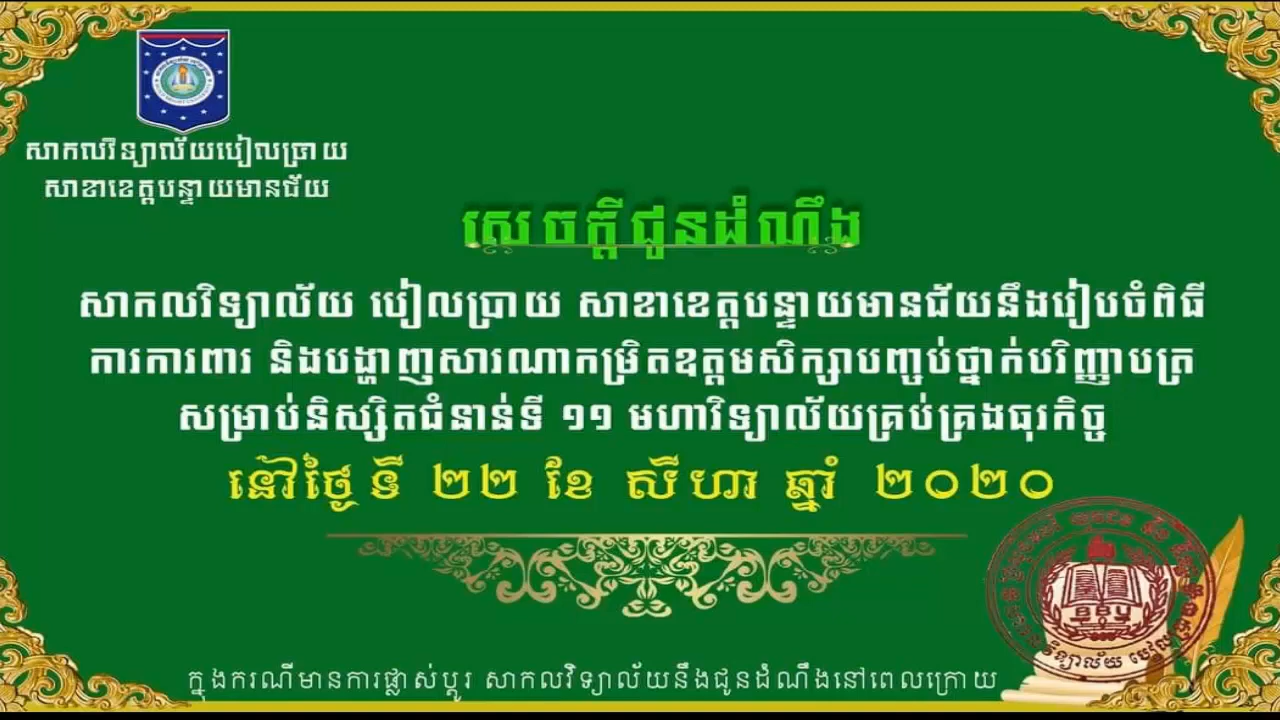 សាកលវិទ្យាល័យបៀលប្រាយ
សាខាខេត្តបន្ទាយមានជ័យ
សេចក្តីជូនដំណឹង
សាកលវិទ្យាល័យ បៀលប្រាយ សាខាខេត្តបន្ទាយមានជ័យនឹងរៀបចំពិធី
ការការពារ និងបង្ហាញសារណាកម្រិតឧត្តមសិក្សាបញ្ចប់ថ្នាក់បរិញ្ញាបត្រ
សម្រាប់និស្សិតជំនាន់ទី ១១ មហាវិទ្យាល័យគ្រប់គ្រងធុរកិច្ច
នៅថ្ងៃទី ២២ ខែ សីហា ឆ្នាំ ២០២០
ក្នុងករណីមានការផ្លាស់ប្តូរ សាកលវិទ្យាល័យនឹងជូនដំណឹងនៅពេលក្រោយ